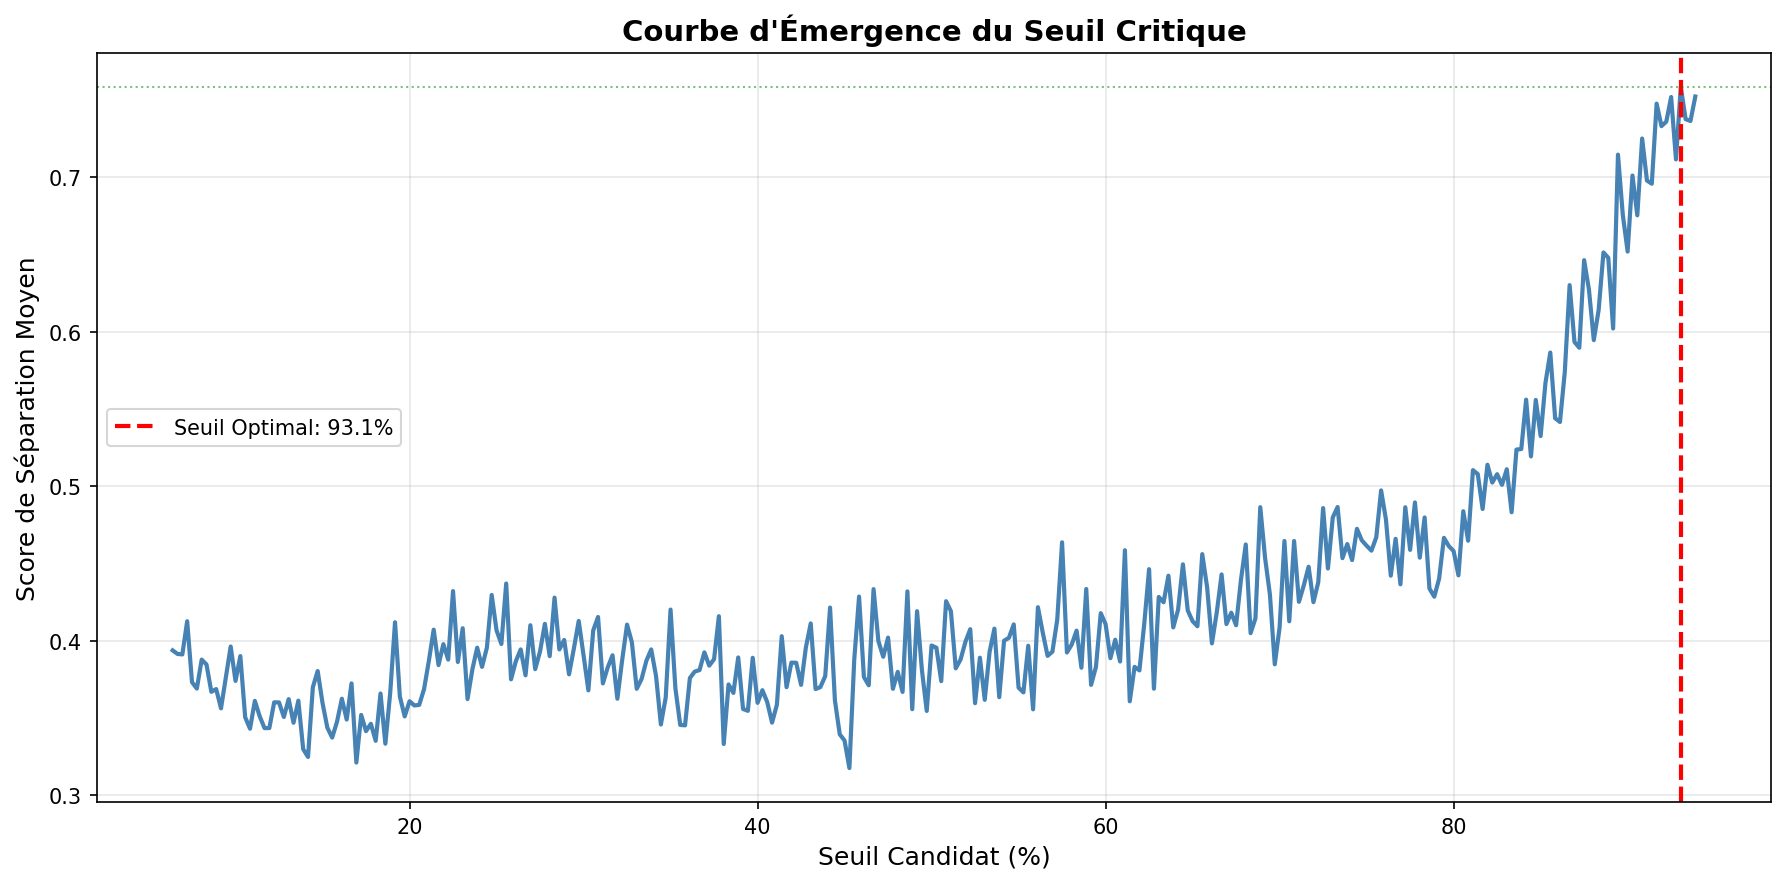 Courbe d'Émergence du Seuil Critique
Score de Séparation Moyen
0.7
0.6
0.5
0.4
0.3
Seuil Optimal: 93.1%
20
40
60
80
Seuil Candidat (%)